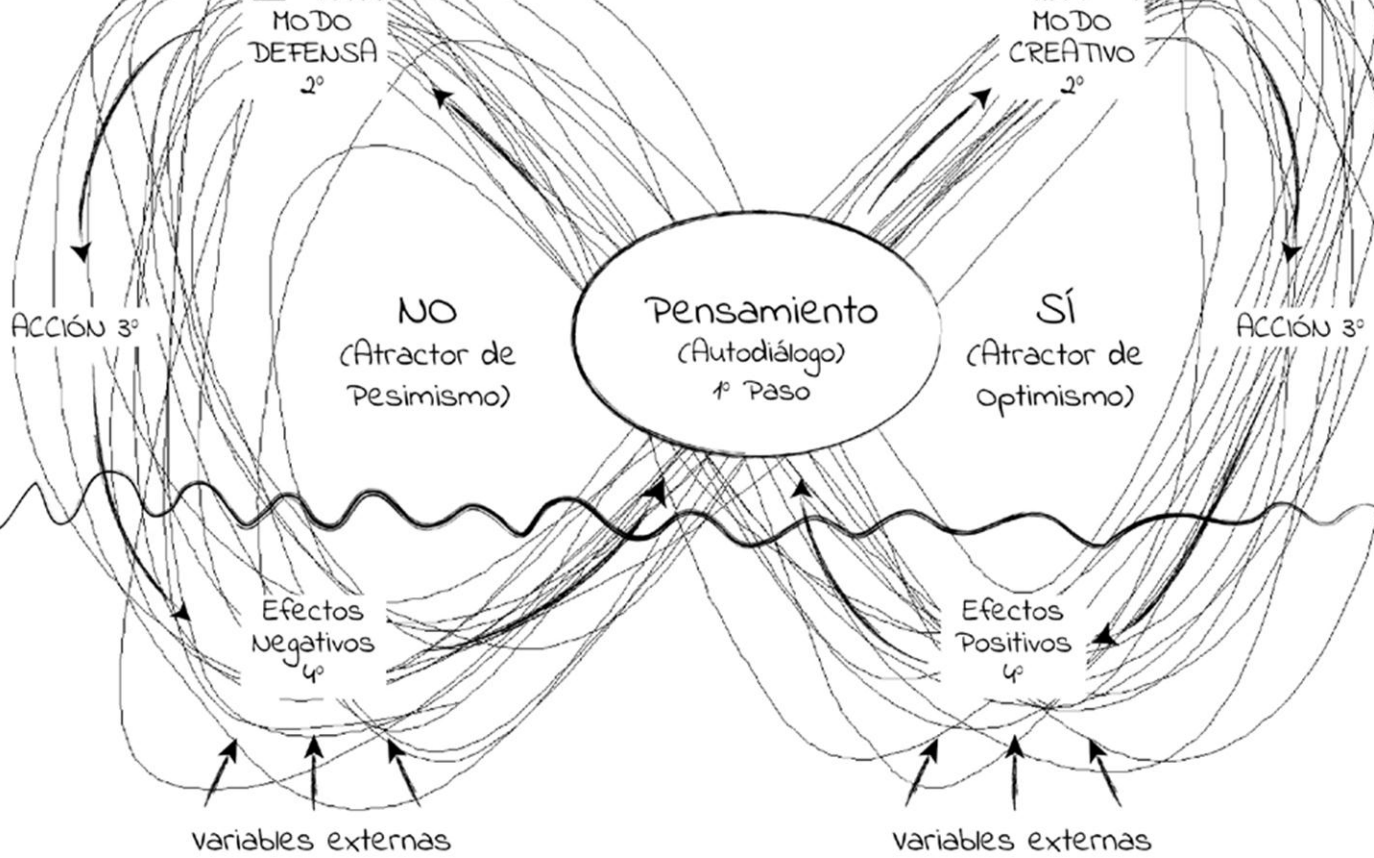 MODO
DEFENSA
2º
MODO
CREATIVO
2º
ACCIÓN 3º
NO
(Atractor de
Pesimismo)
Pensamiento
(Autodiálogo)
1º Paso
SÍ
(Atractor de
Optimismo)
ACCIÓN 3º
Efectos
Negativos
4º
Efectos
Positivos
4º
variables externas
variables externas